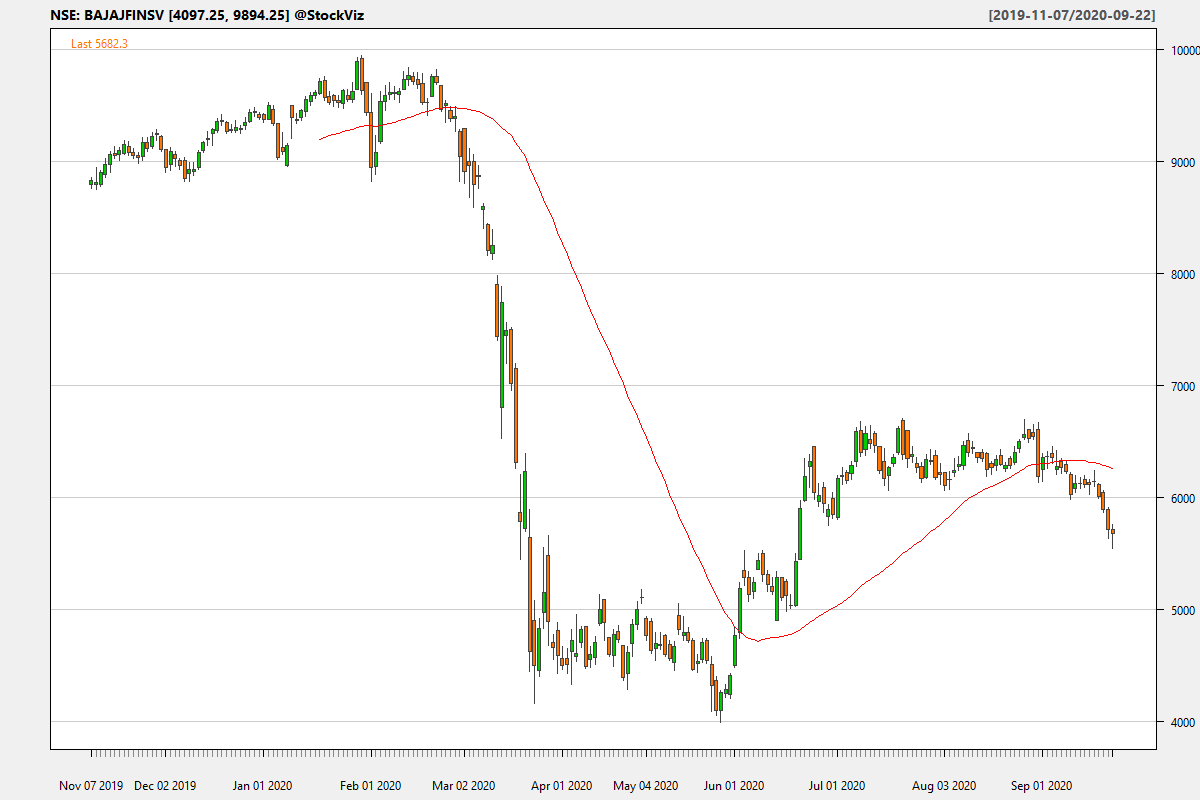 NSE: BAJAJFINSV [4097.25, 9894.25] @StockViz [2019-11-07/2020-09-22]
Last 5682.3
10000
9000
8000
7000
6000
5000
4000
Nov 07 2019 Dec 02 2019 Jan 01 2020 Feb 01 2020 Mar 02 2020 Apr 01 2020 May 04 2020 Jun 01 2020 Jul 01 2020 Aug 03 2020 Sep 01 2020